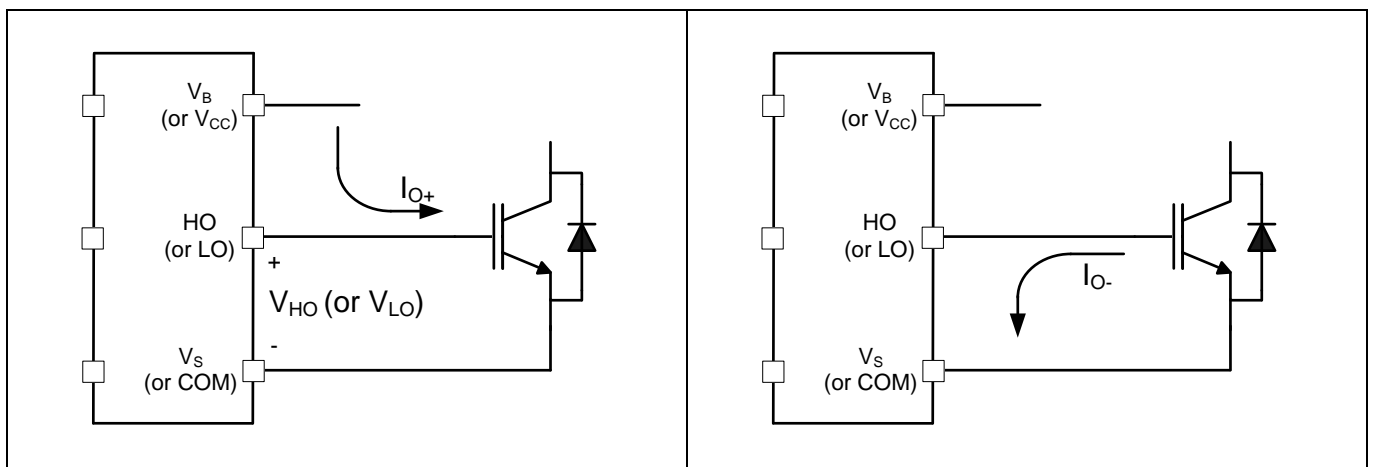 V_B
(or V_CC)
I_O+
HO
(or LO)
+
V_HO (or V_LO)
-
V_S
(or COM)
V_B
(or V_CC)
HO
(or LO)
I_O-
V_S
(or COM)